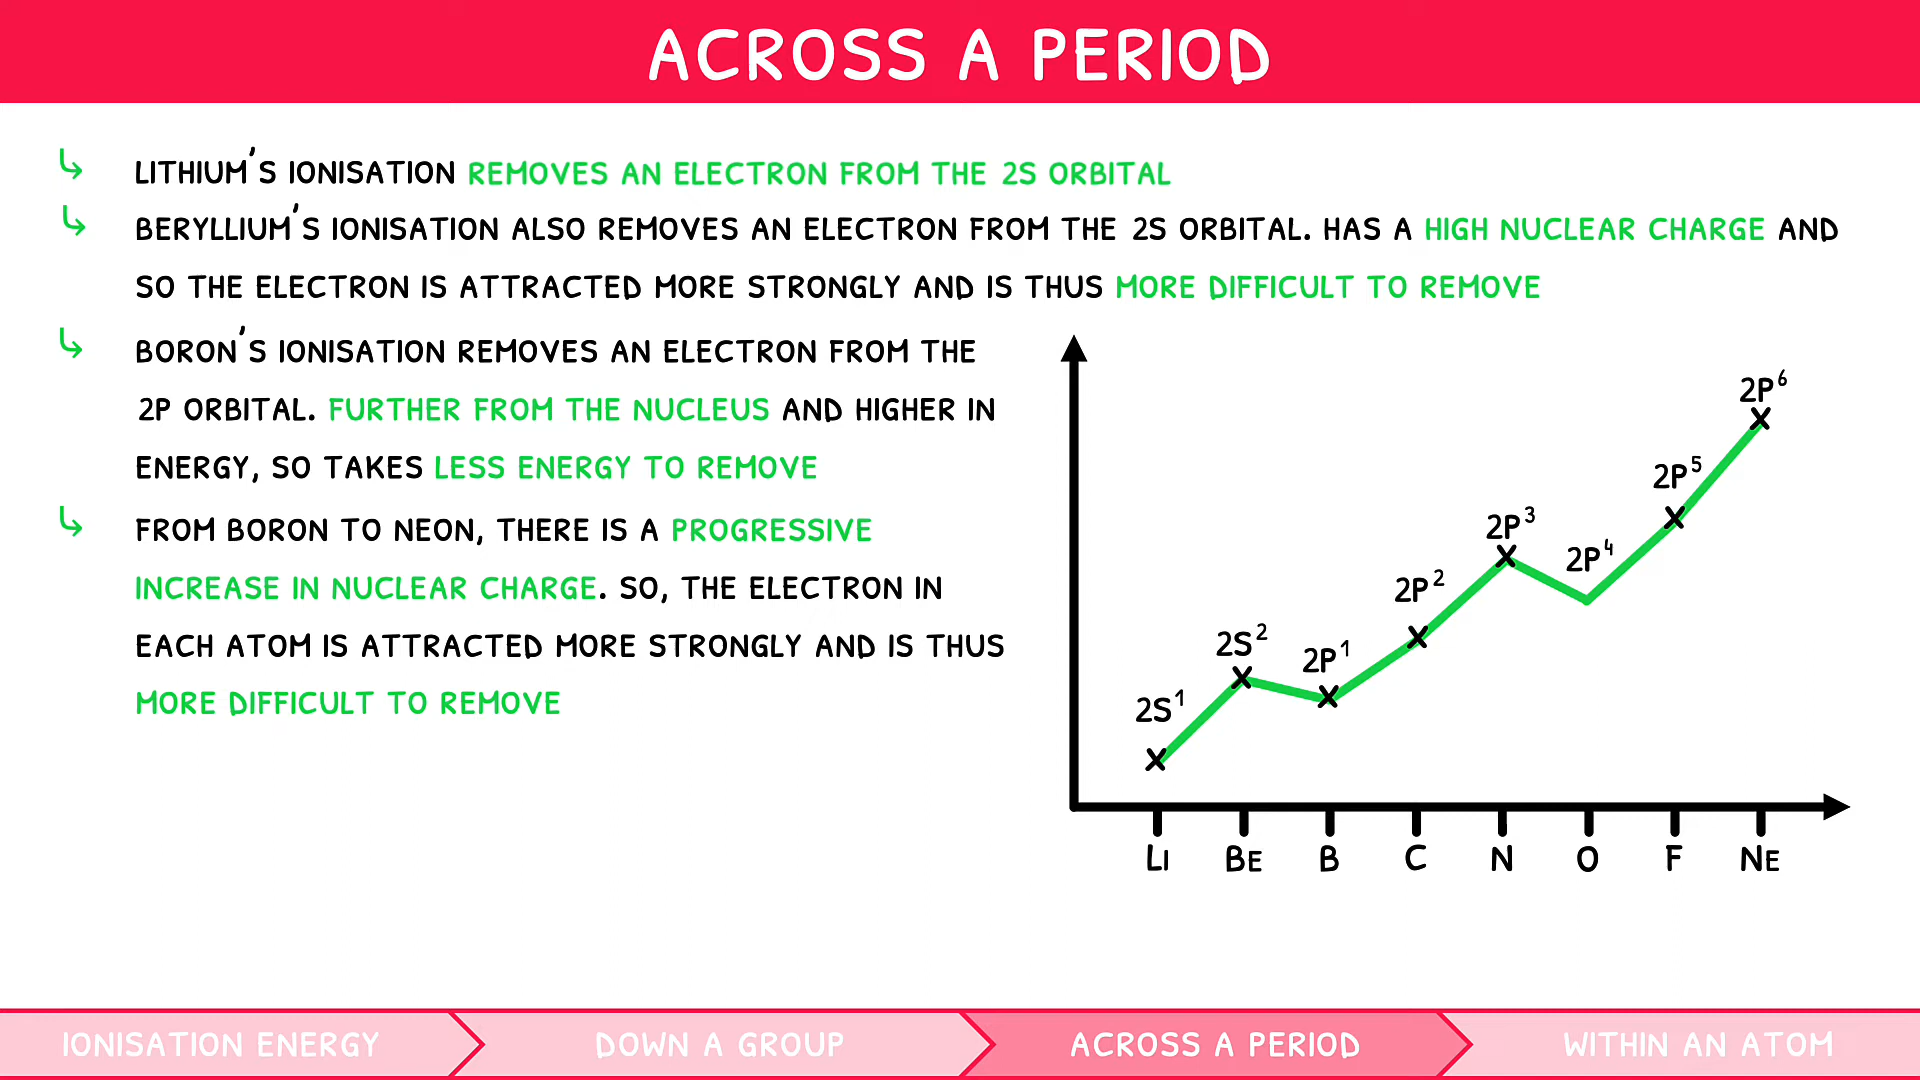 ACROSS A PERIOD
LITHIUM'S IONISATION REMOVES AN ELECTRON FROM THE 2S ORBITAL
BERYLLIUM'S IONISATION ALSO REMOVES AN ELECTRON FROM THE 2S ORBITAL. HAS A HIGH NUCLEAR CHARGE AND
SO THE ELECTRON IS ATTRACTED MORE STRONGLY AND IS THUS MORE DIFFICULT TO REMOVE
BORON'S IONISATION REMOVES AN ELECTRON FROM THE
2P ORBITAL. FURTHER FROM THE NUCLEUS AND HIGHER IN
ENERGY, SO TAKES LESS ENERGY TO REMOVE
FROM BORON TO NEON, THERE IS A PROGRESSIVE
INCREASE IN NUCLEAR CHARGE. SO, THE ELECTRON IN
EACH ATOM IS ATTRACTED MORE STRONGLY AND IS THUS
MORE DIFFICULT TO REMOVE
2S¹
2S²
2P¹
2P²
2P³
2P⁴
2P⁵
2P⁶
LI BE B C N O F NE
IONISATION ENERGY
DOWN A GROUP
ACROSS A PERIOD
WITHIN AN ATOM